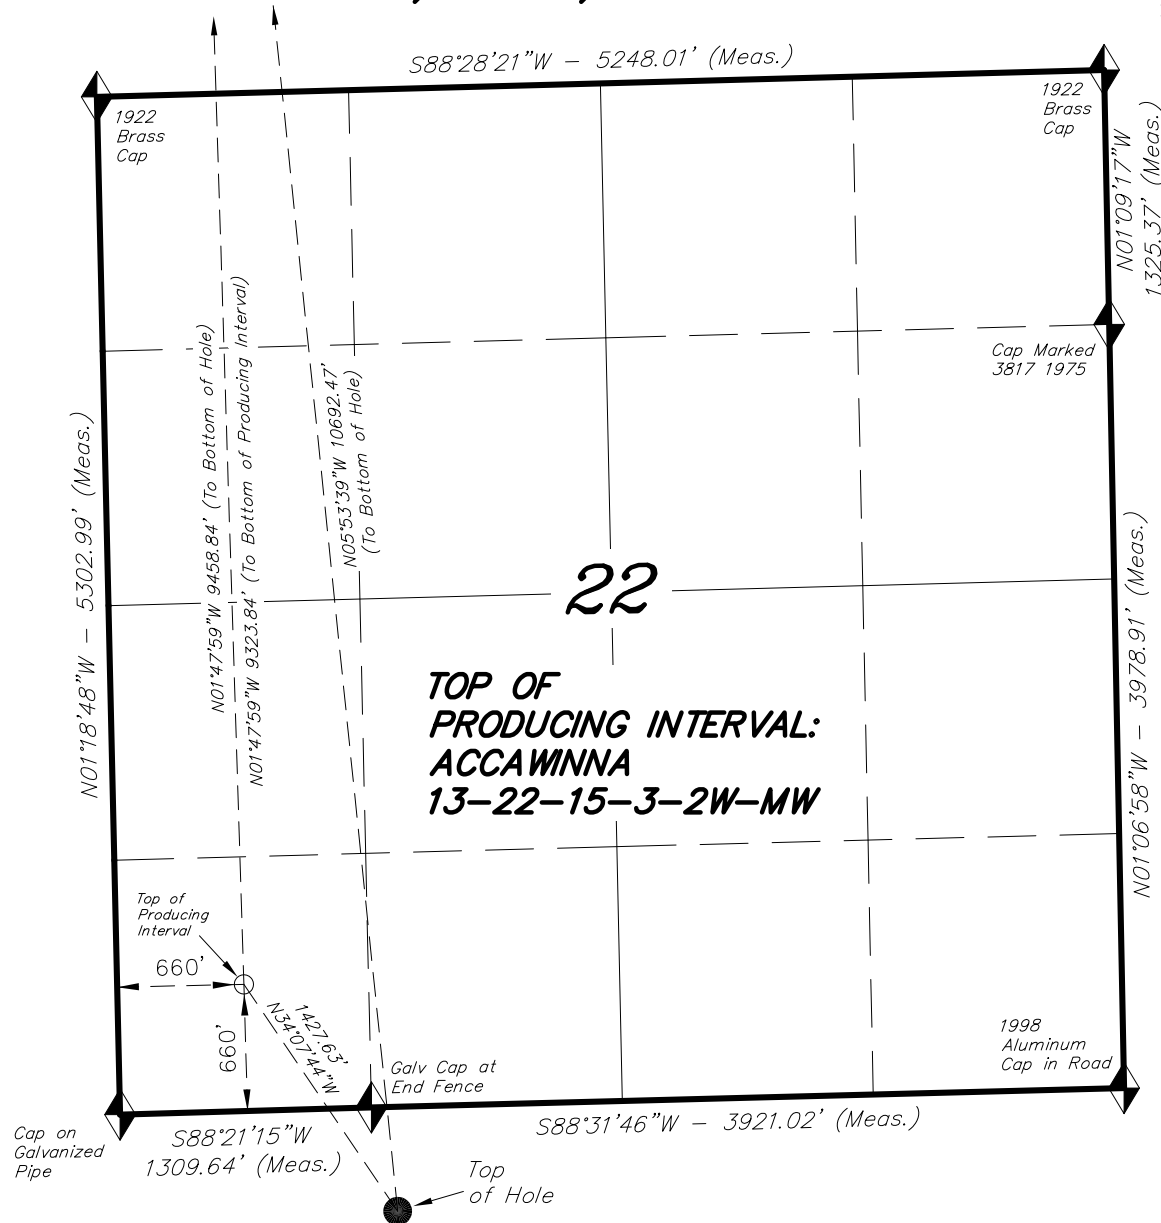 S88°28'21"W - 5248.01' (Meas.)
1922
Brass
Cap
1922
Brass
Cap
N01°09'17"W
1325.37' (Meas.)
Cap Marked
3817 1975
N01°18'48"W - 5302.99' (Meas.)
N01°47'59"W 9458.84' (To Bottom of Hole)
N01°47'59"W 9323.84' (To Bottom of Producing Interval)
N05°53'39"W 10692.47'
(To Bottom of Hole)
22
TOP OF
PRODUCING INTERVAL:
ACCAWINNA
13-22-15-3-2W-MW
N01°06'58"W - 3978.91' (Meas.)
Top of
Producing
Interval
660'
660'
1427.63'
N34°07'44"W
Galv Cap at
End Fence
1998
Aluminum
Cap in Road
Cap on
Galvanized
Pipe
S88°21'15"W
1309.64' (Meas.)
S88°31'46"W - 3921.02' (Meas.)
Top
of Hole